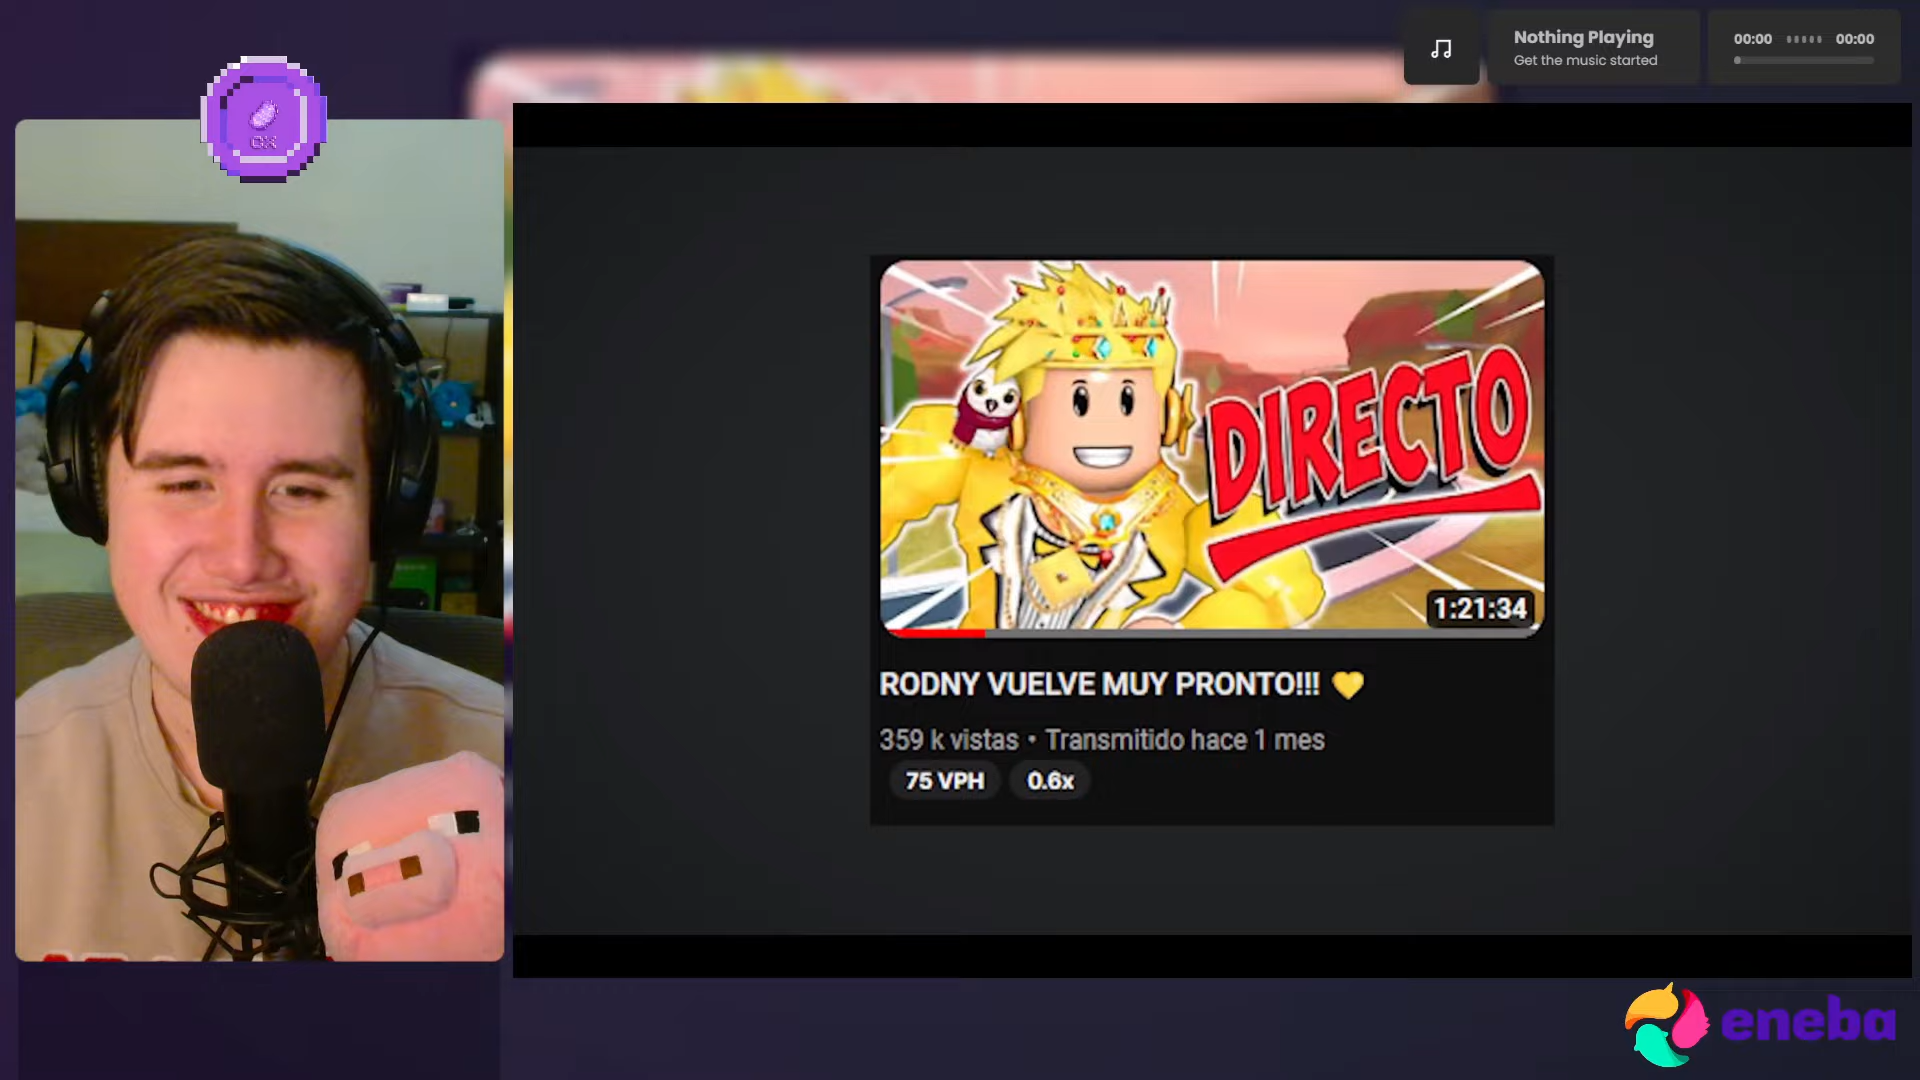 Nothing Playing
Get the music started
00:00 00:00
CX
DIRECTO
1:21:34
RODNY VUELVE MUY PRONTO!!! 💛
359 k vistas • Transmitido hace 1 mes
75 VPH 0.6x
eneba